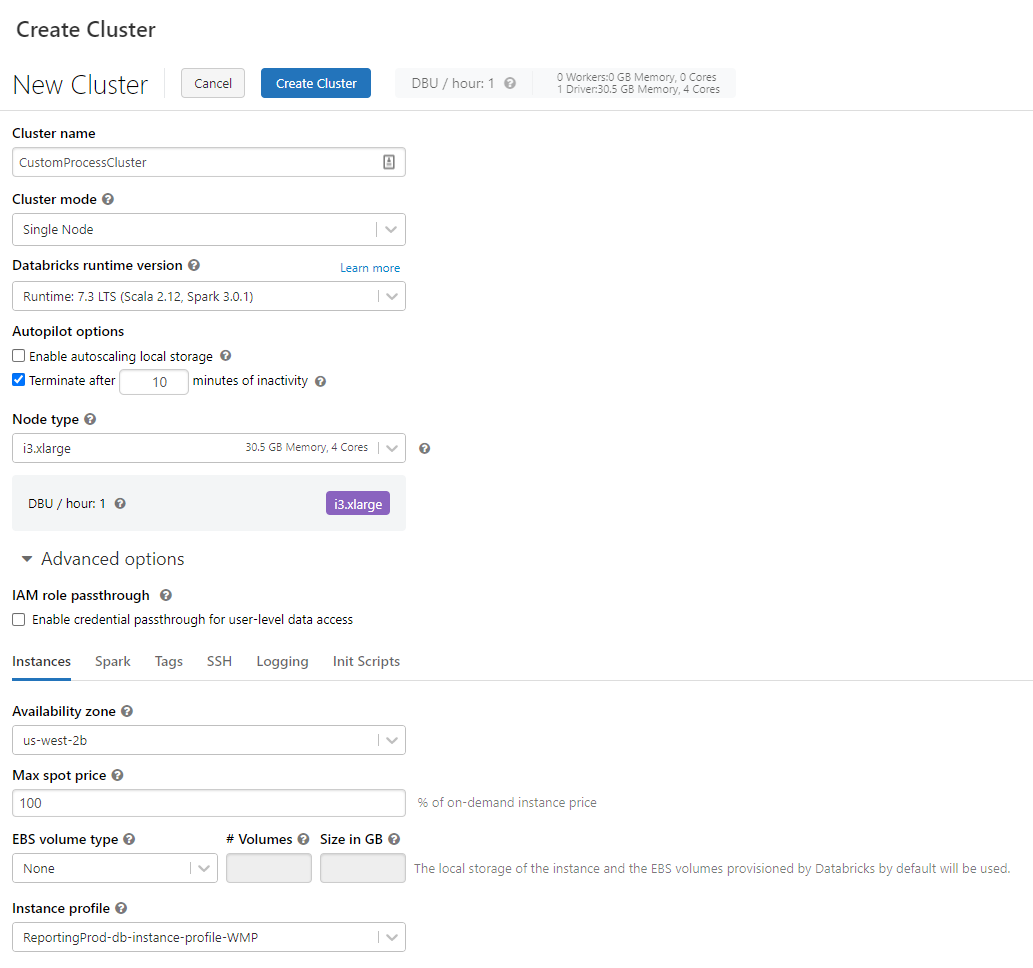 Create Cluster
New Cluster Cancel Create Cluster DBU / hour: 1 ? 0 Workers:0 GB Memory, 0 Cores
1 Driver:30.5 GB Memory, 4 Cores
Cluster name
CustomProcessCluster
Cluster mode ?
Single Node
Databricks runtime version ? Learn more
Runtime: 7.3 LTS (Scala 2.12, Spark 3.0.1)
Autopilot options
Enable autoscaling local storage ?
Terminate after 10 minutes of inactivity ?
Node type ?
i3.xlarge 30.5 GB Memory, 4 Cores ?
DBU / hour: 1 ? i3.xlarge
Advanced options
IAM role passthrough ?
Enable credential passthrough for user-level data access
Instances Spark Tags SSH Logging Init Scripts
Availability zone ?
us-west-2b
Max spot price ?
100 % of on-demand instance price
EBS volume type ? # Volumes ? Size in GB ?
None The local storage of the instance and the EBS volumes provisioned by Databricks by default will be used.
Instance profile ?
ReportingProd-db-instance-profile-WMP